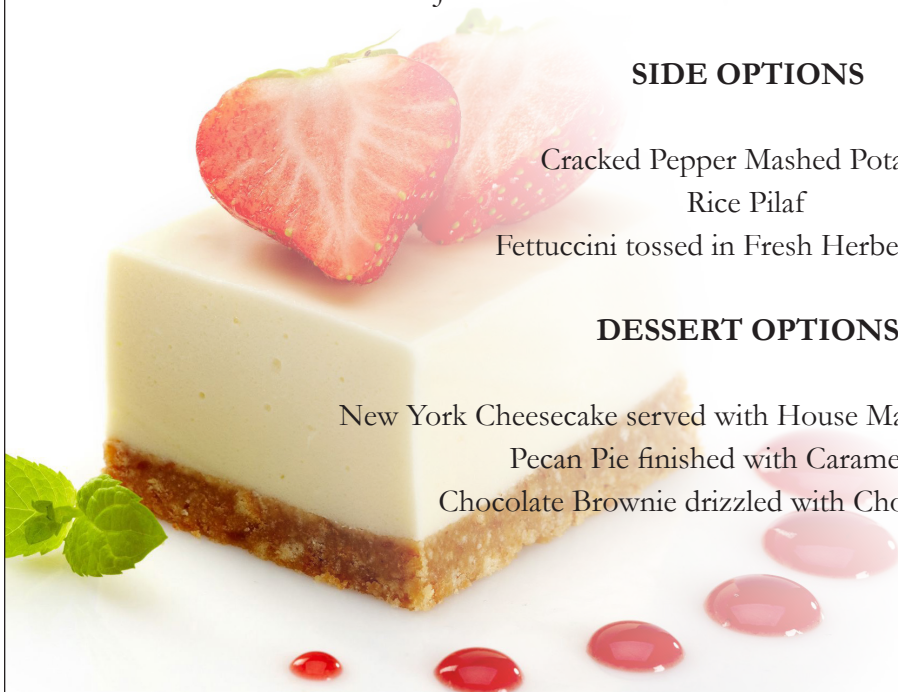 SIDE OPTIONS
Cracked Pepper Mashed Pota
Rice Pilaf
Fettuccini tossed in Fresh Herbe
DESSERT OPTIONS
New York Cheesecake served with House Ma
Pecan Pie finished with Carame
Chocolate Brownie drizzled with Cho